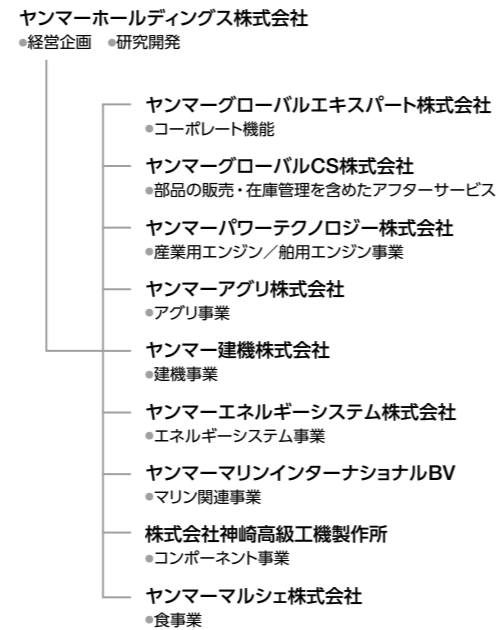 ヤンマーホールディングス株式会社
●経営企画 ●研究開発
ヤンマーグローバルエキスパート株式会社
●コーポレート機能
ヤンマーグローバルCS株式会社
●部品の販売・在庫管理を含めたアフターサービス
ヤンマーパワーテクノロジー株式会社
●産業用エンジン／舶用エンジン事業
ヤンマーアグリ株式会社
●アグリ事業
ヤンマー建機株式会社
●建機事業
ヤンマーエネルギーシステム株式会社
●エネルギーシステム事業
ヤンマーマリンインターナショナルBV
●マリン関連事業
株式会社神崎高級工機製作所
●コンポーネント事業
ヤンマーマルシェ株式会社
●食事業